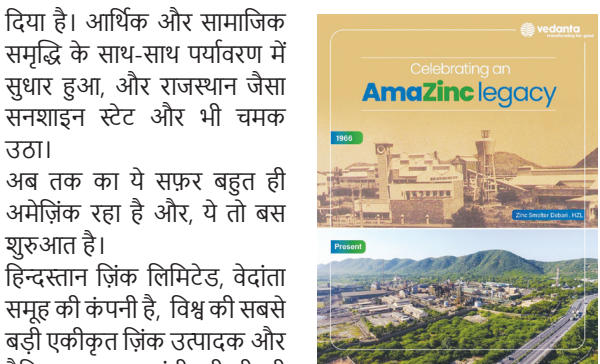 दिया है। आर्थिक और सामाजिक
समृद्धि के साथ-साथ पर्यावरण में
सुधार हुआ, और राजस्थान जैसा
सनशाइन स्टेट और भी चमक
उठा।
अब तक का ये सफ़र बहुत ही
अमेज़िंक रहा है और, ये तो बस
शुरुआत है।
हिन्दस्तान ज़िंक लिमिटेड, वेदांता
समूह की कंपनी है, विश्व की सबसे
बड़ी एकीकृत ज़िंक उत्पादक और
vedanta
transforming for good
Celebrating an
AmaZinc legacy
1966
Zinc Smelter Debari, HZL
Present